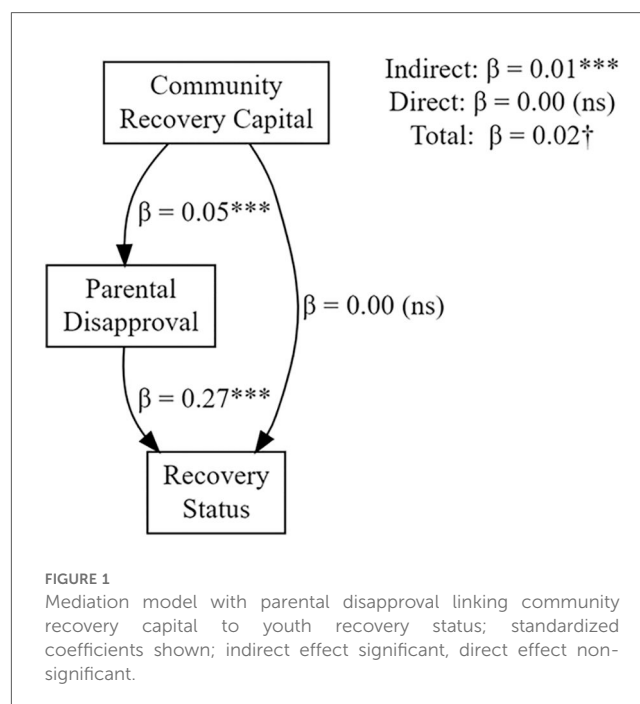 Community
Recovery Capital
Indirect: β = 0.01***
Direct: β = 0.00 (ns)
Total: β = 0.02†
β = 0.05***
Parental
Disapproval
β = 0.00 (ns)
β = 0.27***
Recovery
Status
FIGURE 1
Mediation model with parental disapproval linking community
recovery capital to youth recovery status; standardized
coefficients shown; indirect effect significant, direct effect non-
significant.